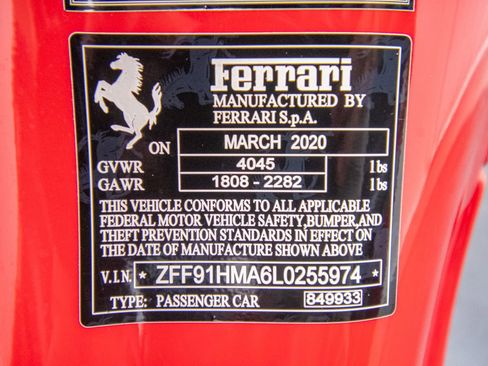 Ferrari
MANUFACTURED BY
FERRARI S.p.A.
ON MARCH 2020
GVWR 4045 lbs
GAWR 1808 - 2282 lbs
THIS VEHICLE CONFORMS TO ALL APPLICABLE
FEDERAL MOTOR VEHICLE SAFETY,BUMPER,AND
THEFT PREVENTION STANDARDS IN EFFECT ON
THE DATE OF MANUFACTURE SHOWN ABOVE
V.I.N. * ZFF91HMA6L0255974 *
TYPE: PASSENGER CAR 849933